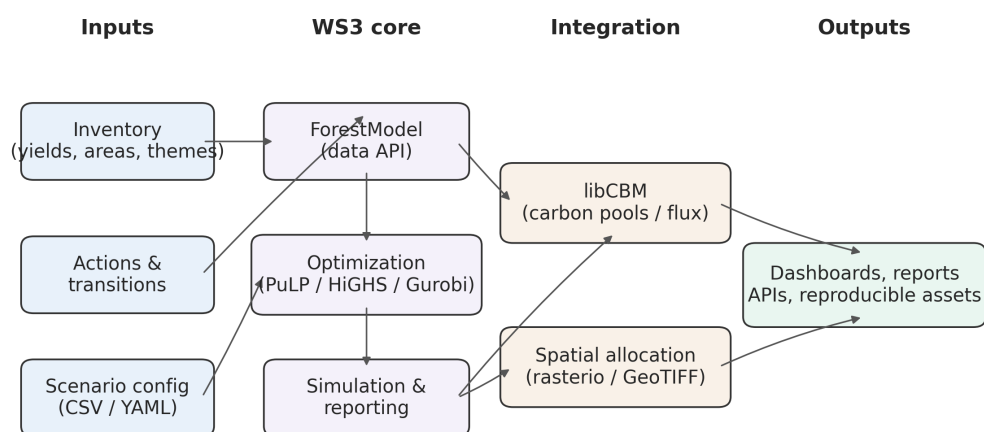 Inputs
WS3 core
Integration
Outputs
Inventory
(yields, areas, themes)
ForestModel
(data API)
libCBM
(carbon pools / flux)
Actions &
transitions
Optimization
(PuLP / HiGHS / Gurobi)
Dashboards, reports
APIs, reproducible assets
Scenario config
(CSV / YAML)
Simulation &
reporting
Spatial allocation
(rasterio / GeoTIFF)